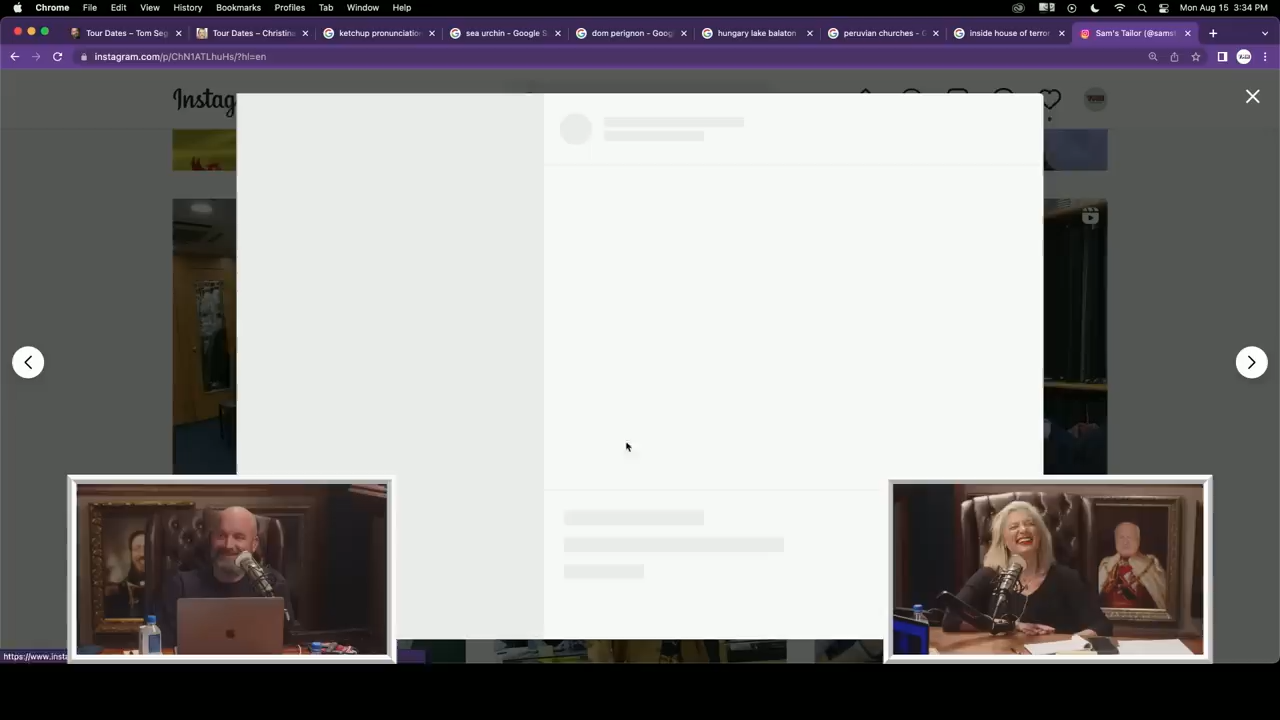 Chrome File Edit View History Bookmarks Profiles Tab Window Help Mon Aug 15 3:34 PM
Tour Dates – Tom Seg Tour Dates – Christina ketchup pronunciation sea urchin - Google S dom perignon - Goog hungary lake balaton peruvian churches - G inside house of terror Sam's Tailor (@samst
instagram.com/p/ChN1ATLhuHs/?hl=en
Instag
https://www.insta